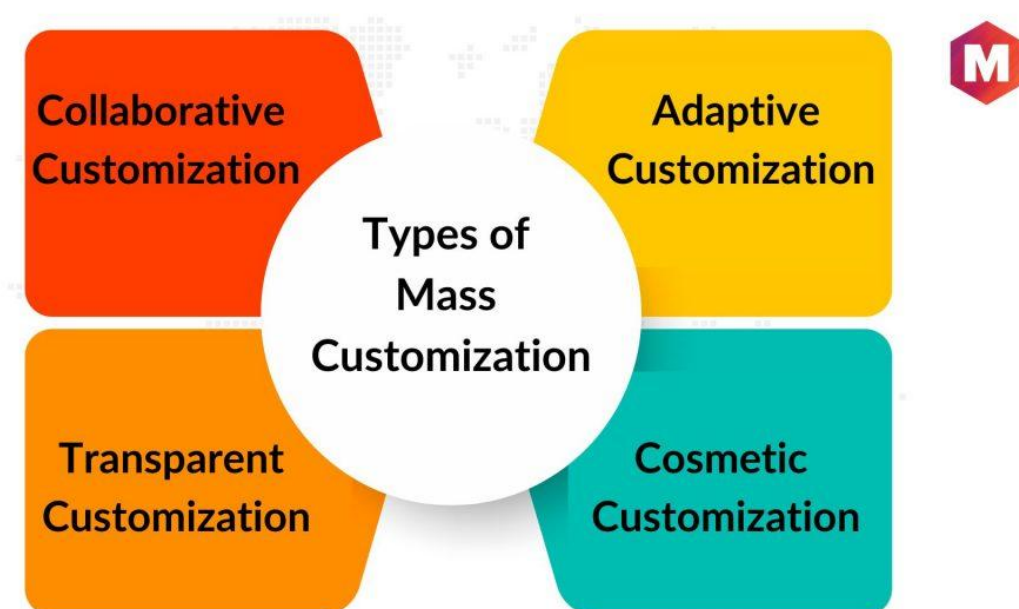 Collaborative
Customization
Adaptive
Customization
Types of
Mass
Customization
Transparent
Customization
Cosmetic
Customization
M